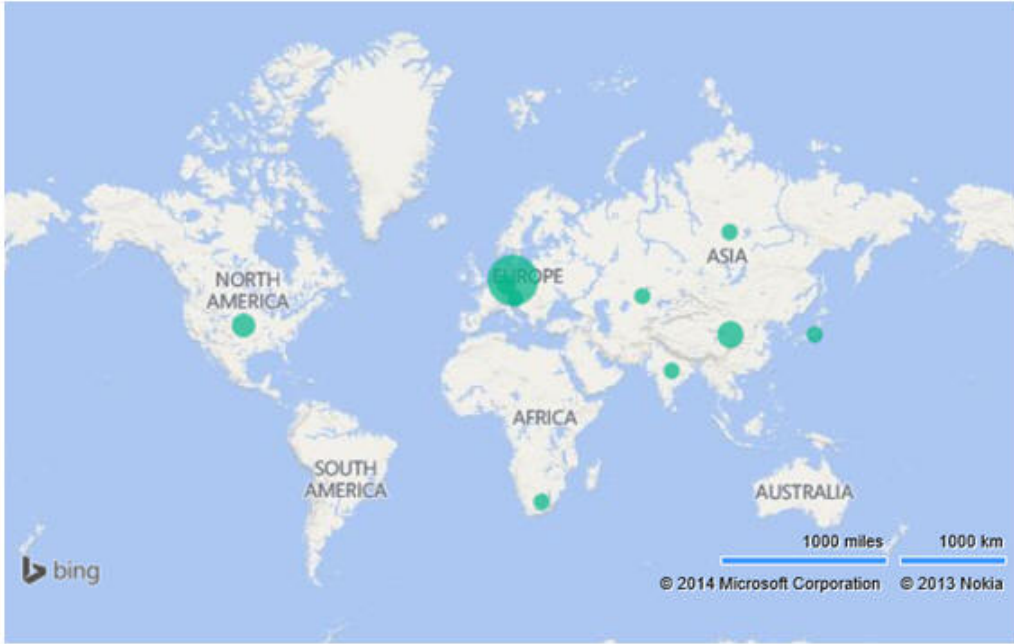 NORTH
AMERICA
EUROPE
ASIA
AFRICA
SOUTH
AMERICA
AUSTRALIA
1000 miles
1000 km
bing
© 2014 Microsoft Corporation
© 2013 Nokia